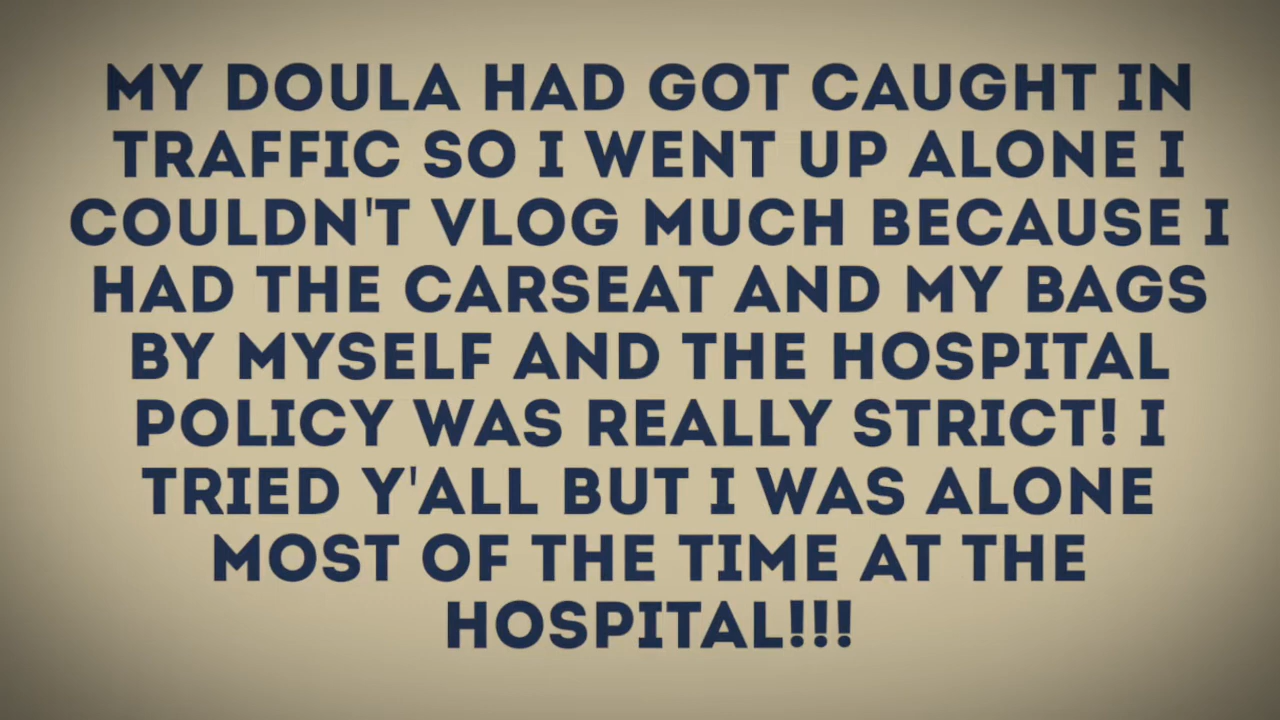 MY DOULA HAD GOT CAUGHT IN
TRAFFIC SO I WENT UP ALONE I
COULDN'T VLOG MUCH BECAUSE I
HAD THE CARSEAT AND MY BAGS
BY MYSELF AND THE HOSPITAL
POLICY WAS REALLY STRICT! I
TRIED Y'ALL BUT I WAS ALONE
MOST OF THE TIME AT THE
HOSPITAL!!!